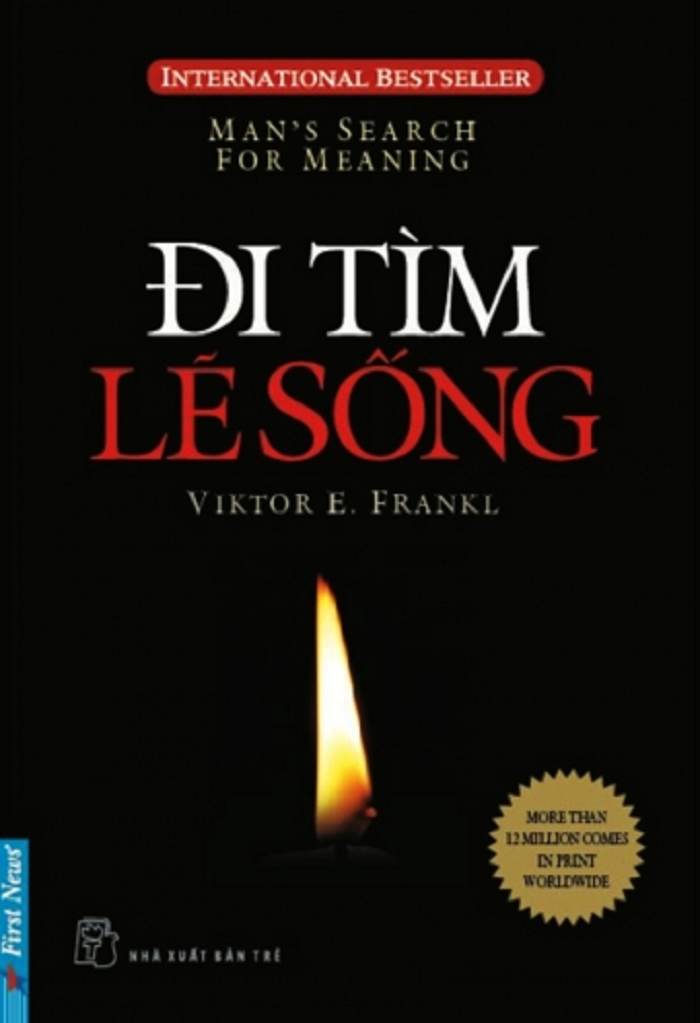 INTERNATIONAL BESTSELLER
MAN'S SEARCH
FOR MEANING
ĐI TÌM
LẼ SỐNG
VIKTOR E. FRANKL
MORE THAN
12 MILLION COMES
IN PRINT
WORLDWIDE
First News
NHÀ XUẤT BẢN TRẺ